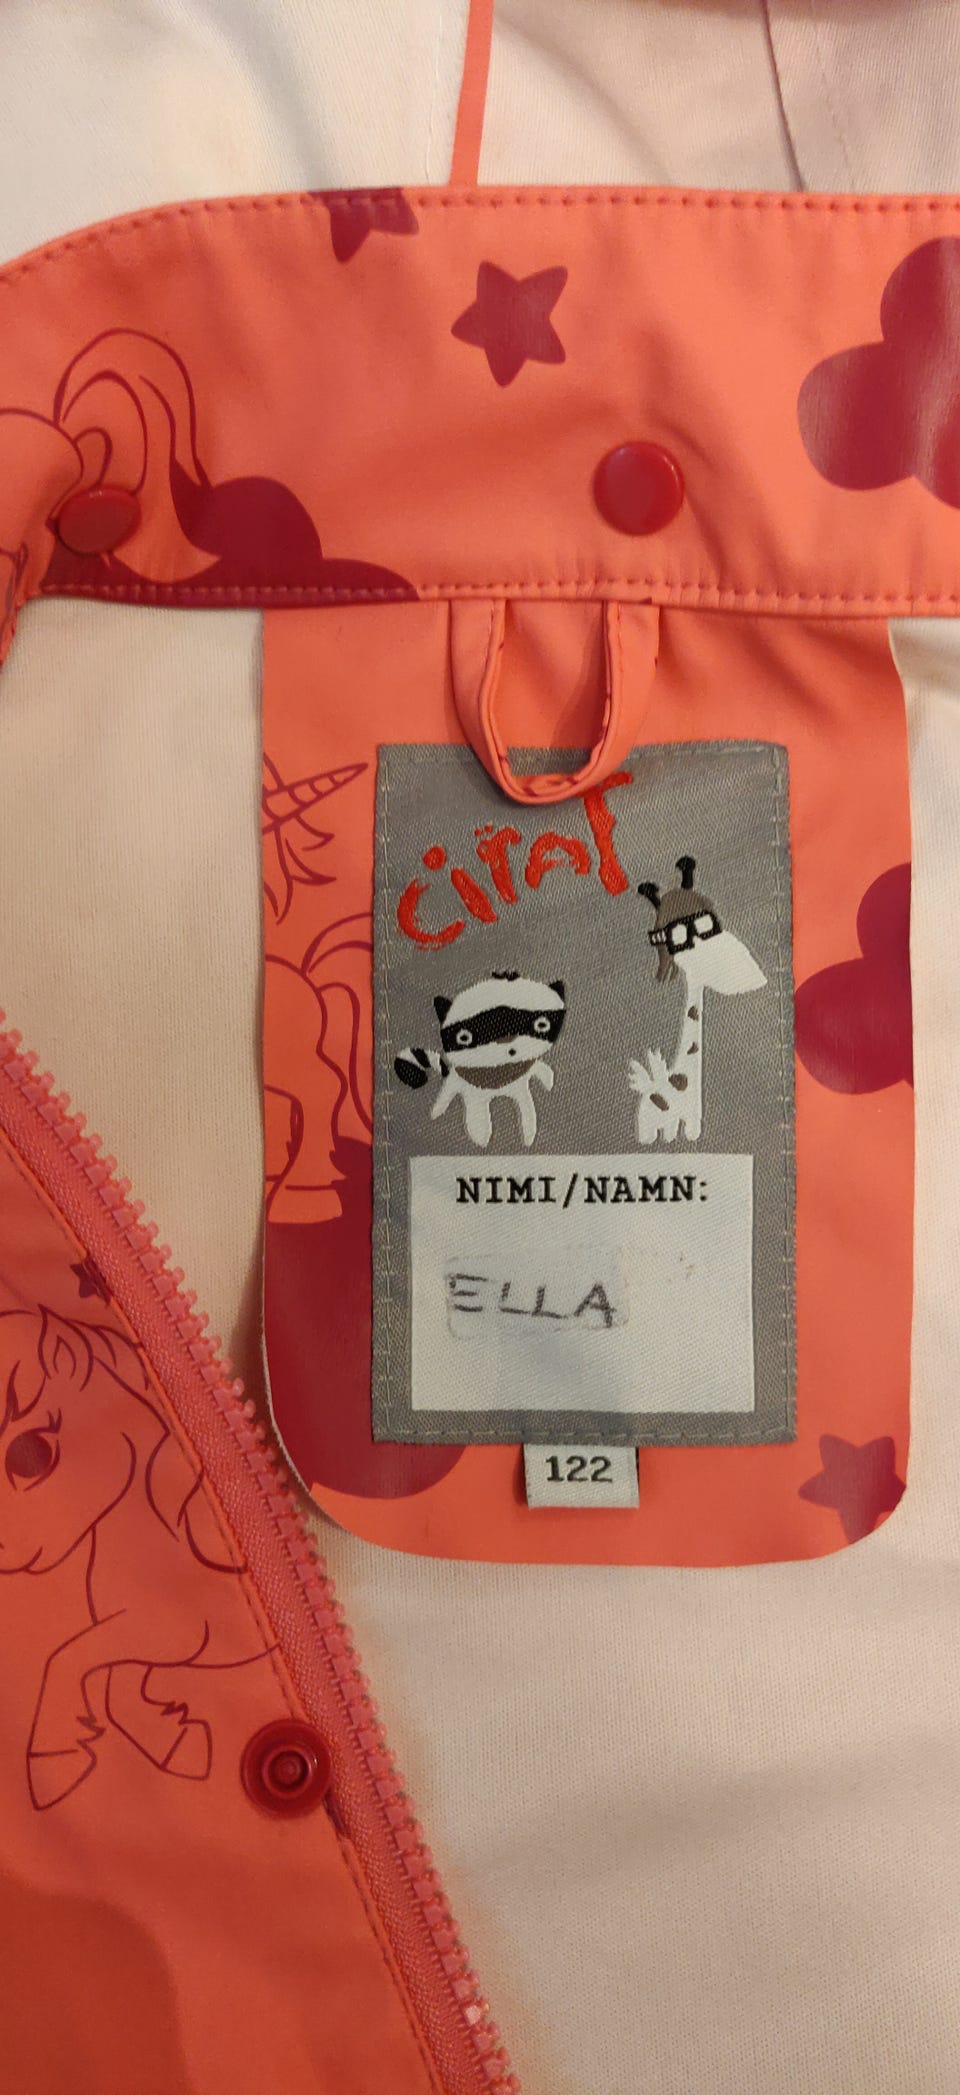 ciraf
NIMI/NAMN:
ELLA
122